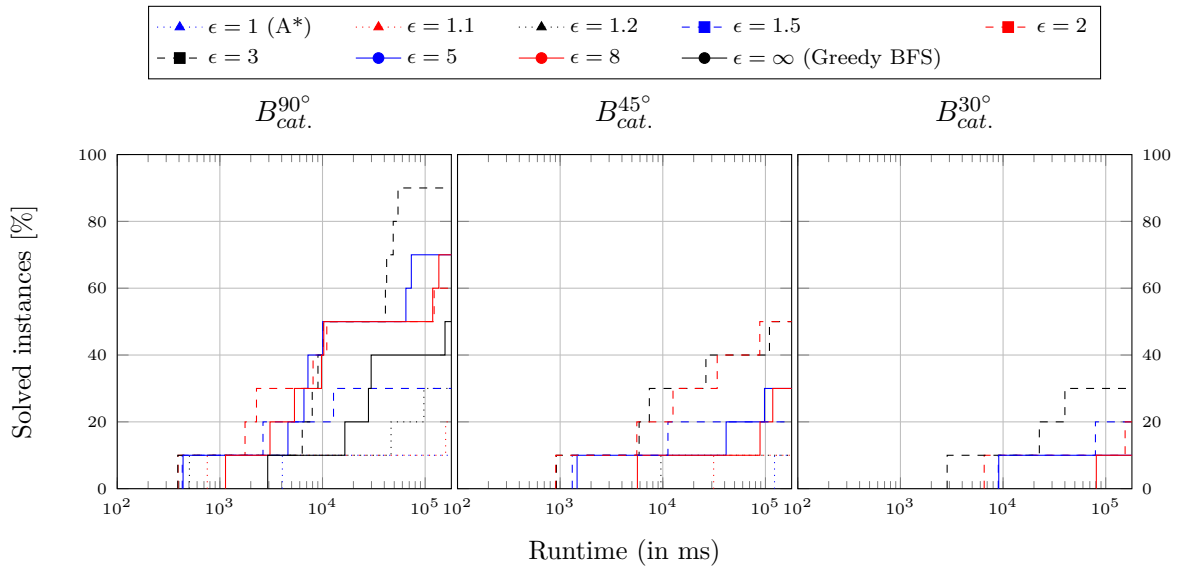 ϵ = 1 (A*) ϵ = 1.1 ϵ = 1.2 ϵ = 1.5 ϵ = 2
ϵ = 3 ϵ = 5 ϵ = 8 ϵ = ∞ (Greedy BFS)
B_{cat.}^{90°} B_{cat.}^{45°} B_{cat.}^{30°}
Solved instances [%]
100 100
80 80
60 60
40 40
20 20
0 0
10^2 10^3 10^4 10^5 10^2 10^3 10^4 10^5 10^2 10^3 10^4 10^5
Runtime (in ms)